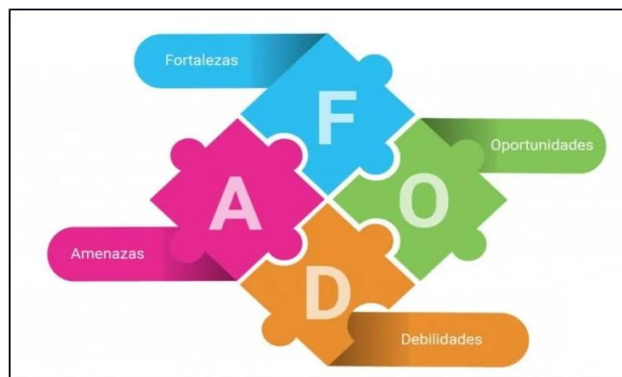 Fortalezas
F
Oportunidades
A
O
Amenazas
D
Debilidades